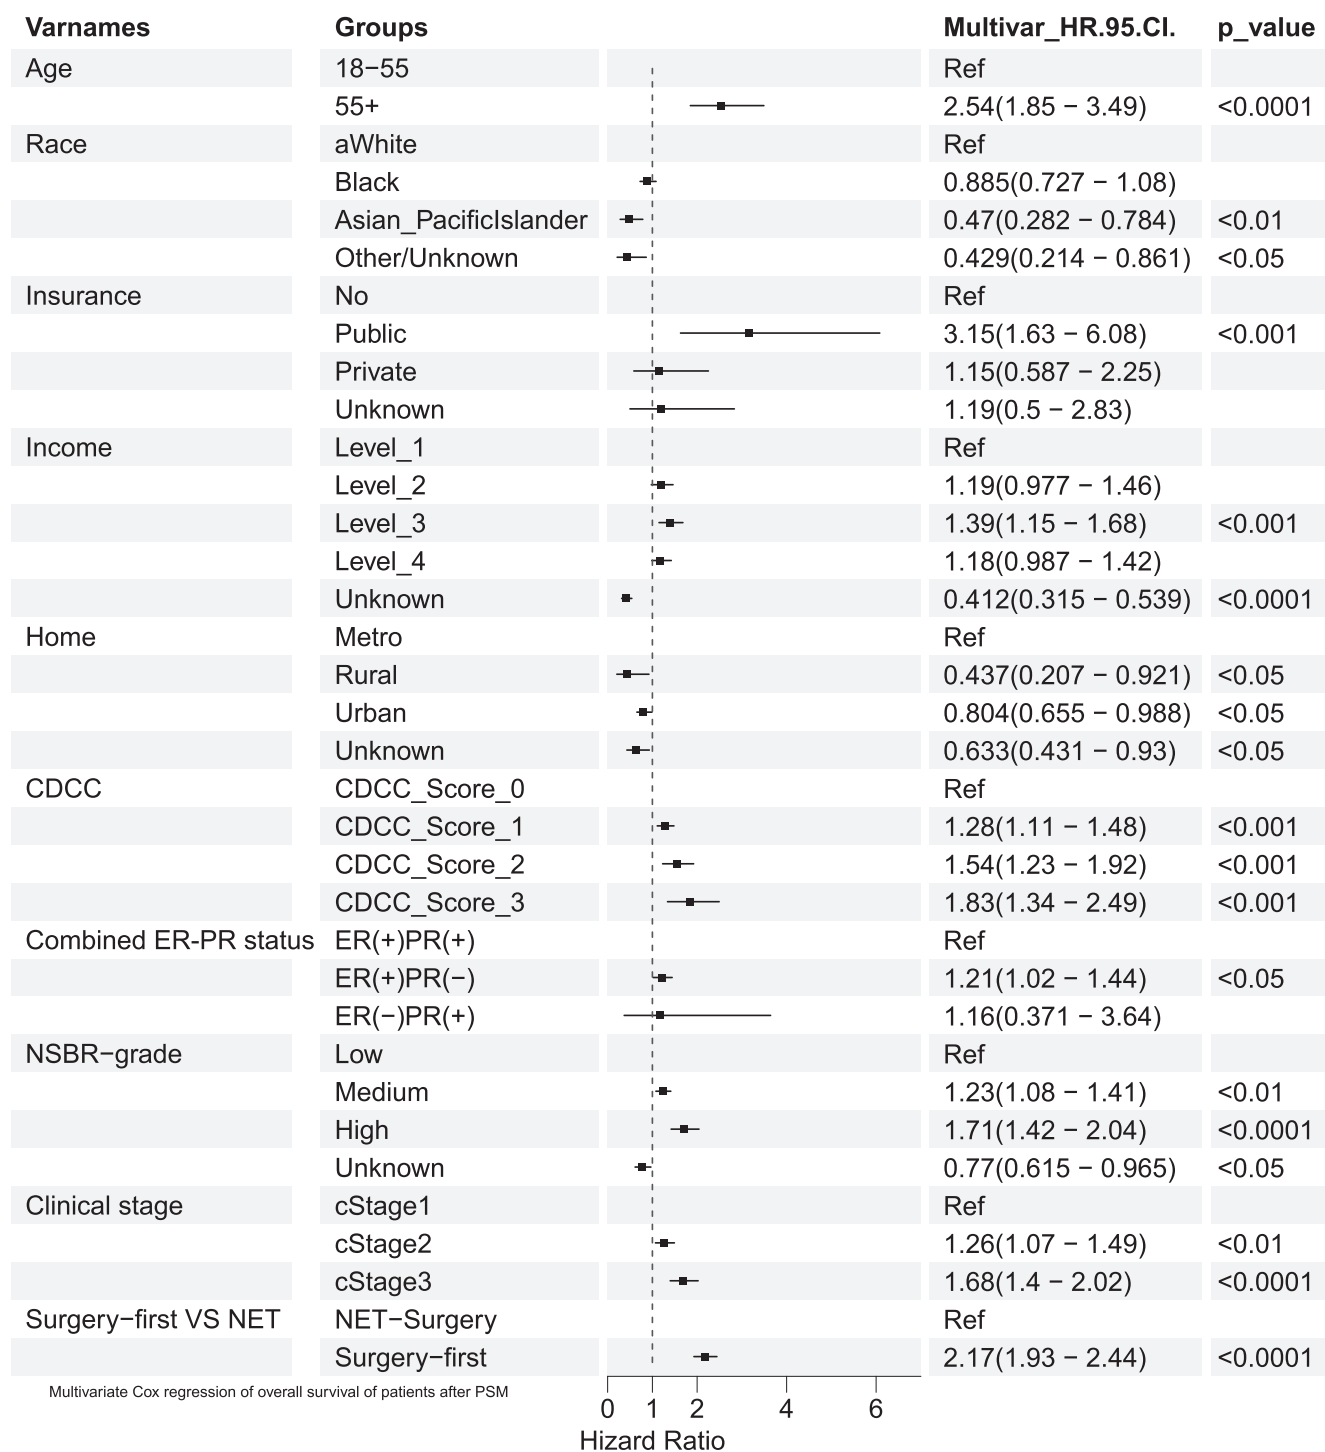 Varnames Groups Multivar_HR.95.CI. p_value
Age 18−55 Ref
55+ 2.54(1.85 − 3.49) <0.0001
Race aWhite Ref
Black 0.885(0.727 − 1.08)
Asian_PacificIslander 0.47(0.282 − 0.784) <0.01
Other/Unknown 0.429(0.214 − 0.861) <0.05
Insurance No Ref
Public 3.15(1.63 − 6.08) <0.001
Private 1.15(0.587 − 2.25)
Unknown 1.19(0.5 − 2.83)
Income Level_1 Ref
Level_2 1.19(0.977 − 1.46)
Level_3 1.39(1.15 − 1.68) <0.001
Level_4 1.18(0.987 − 1.42)
Unknown 0.412(0.315 − 0.539) <0.0001
Home Metro Ref
Rural 0.437(0.207 − 0.921) <0.05
Urban 0.804(0.655 − 0.988) <0.05
Unknown 0.633(0.431 − 0.93) <0.05
CDCC CDCC_Score_0 Ref
CDCC_Score_1 1.28(1.11 − 1.48) <0.001
CDCC_Score_2 1.54(1.23 − 1.92) <0.001
CDCC_Score_3 1.83(1.34 − 2.49) <0.001
Combined ER-PR status ER(+)PR(+) Ref
ER(+)PR(−) 1.21(1.02 − 1.44) <0.05
ER(−)PR(+) 1.16(0.371 − 3.64)
NSBR−grade Low Ref
Medium 1.23(1.08 − 1.41) <0.01
High 1.71(1.42 − 2.04) <0.0001
Unknown 0.77(0.615 − 0.965) <0.05
Clinical stage cStage1 Ref
cStage2 1.26(1.07 − 1.49) <0.01
cStage3 1.68(1.4 − 2.02) <0.0001
Surgery−first VS NET NET−Surgery Ref
Surgery−first 2.17(1.93 − 2.44) <0.0001
Multivariate Cox regression of overall survival of patients after PSM
0 1 2 4 6
Hizard Ratio